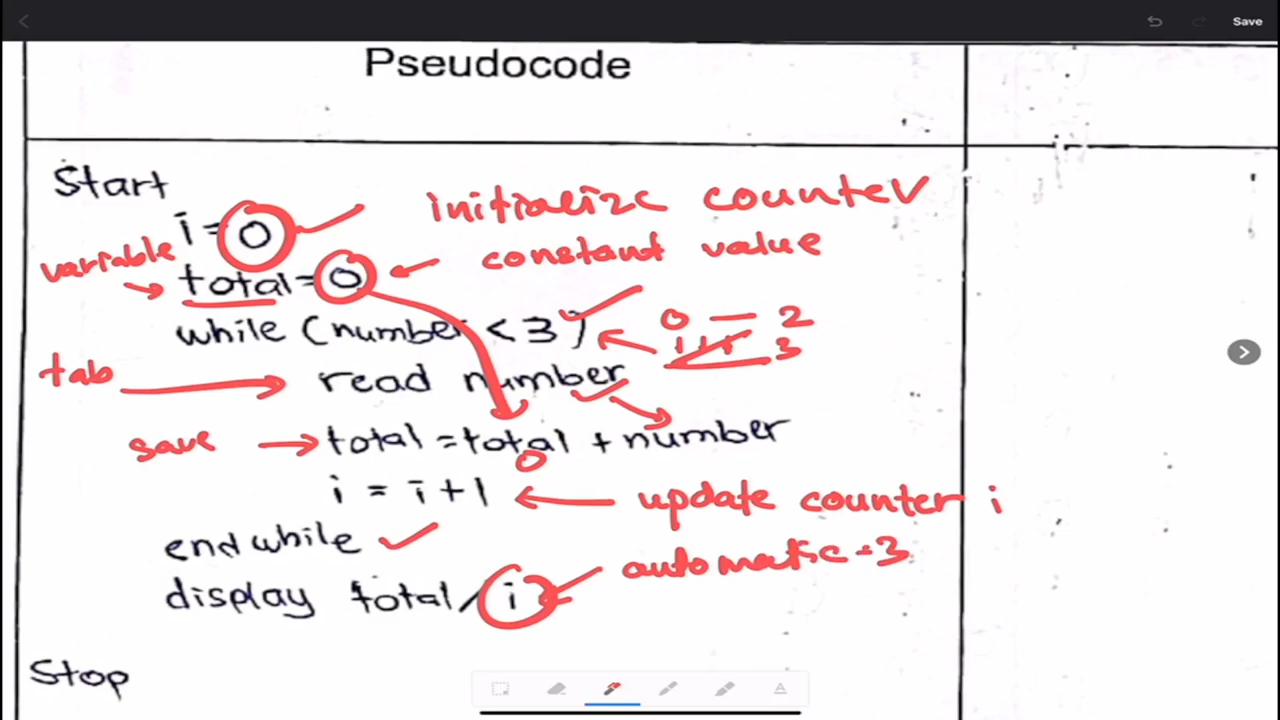 Save
Pseudocode
Start
i = 0 initialize counter
variable total = 0 constant value
while (number < 3) 0 — 2
3
tab read number
save total = total + number
0
i = i + 1 update counter i
endwhile
display total / i automatic = 3
Stop
A